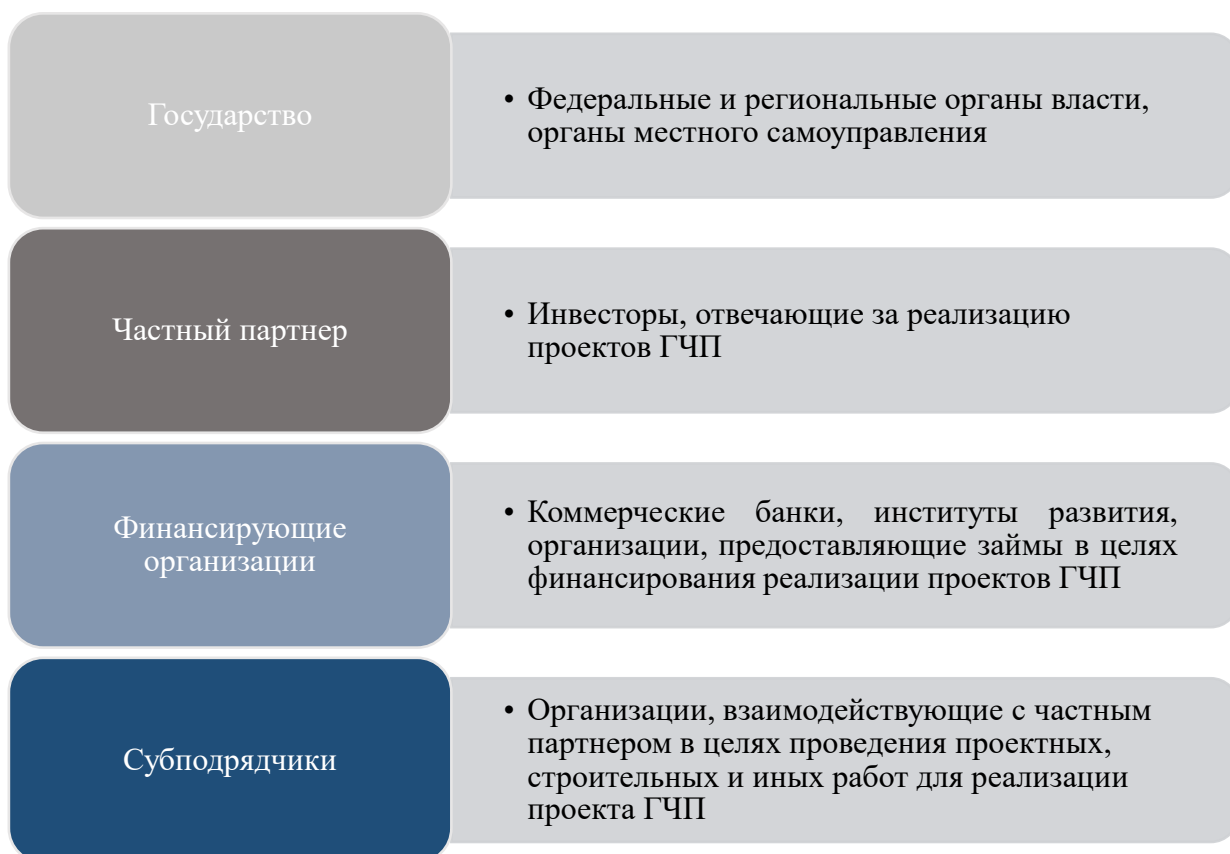 Государство
• Федеральные и региональные органы власти,
органы местного самоуправления
Частный партнер
• Инвесторы, отвечающие за реализацию
проектов ГЧП
Финансирующие
организации
• Коммерческие банки, институты развития,
организации, предоставляющие займы в целях
финансирования реализации проектов ГЧП
Субподрядчики
• Организации, взаимодействующие с частным
партнером в целях проведения проектных,
строительных и иных работ для реализации
проекта ГЧП